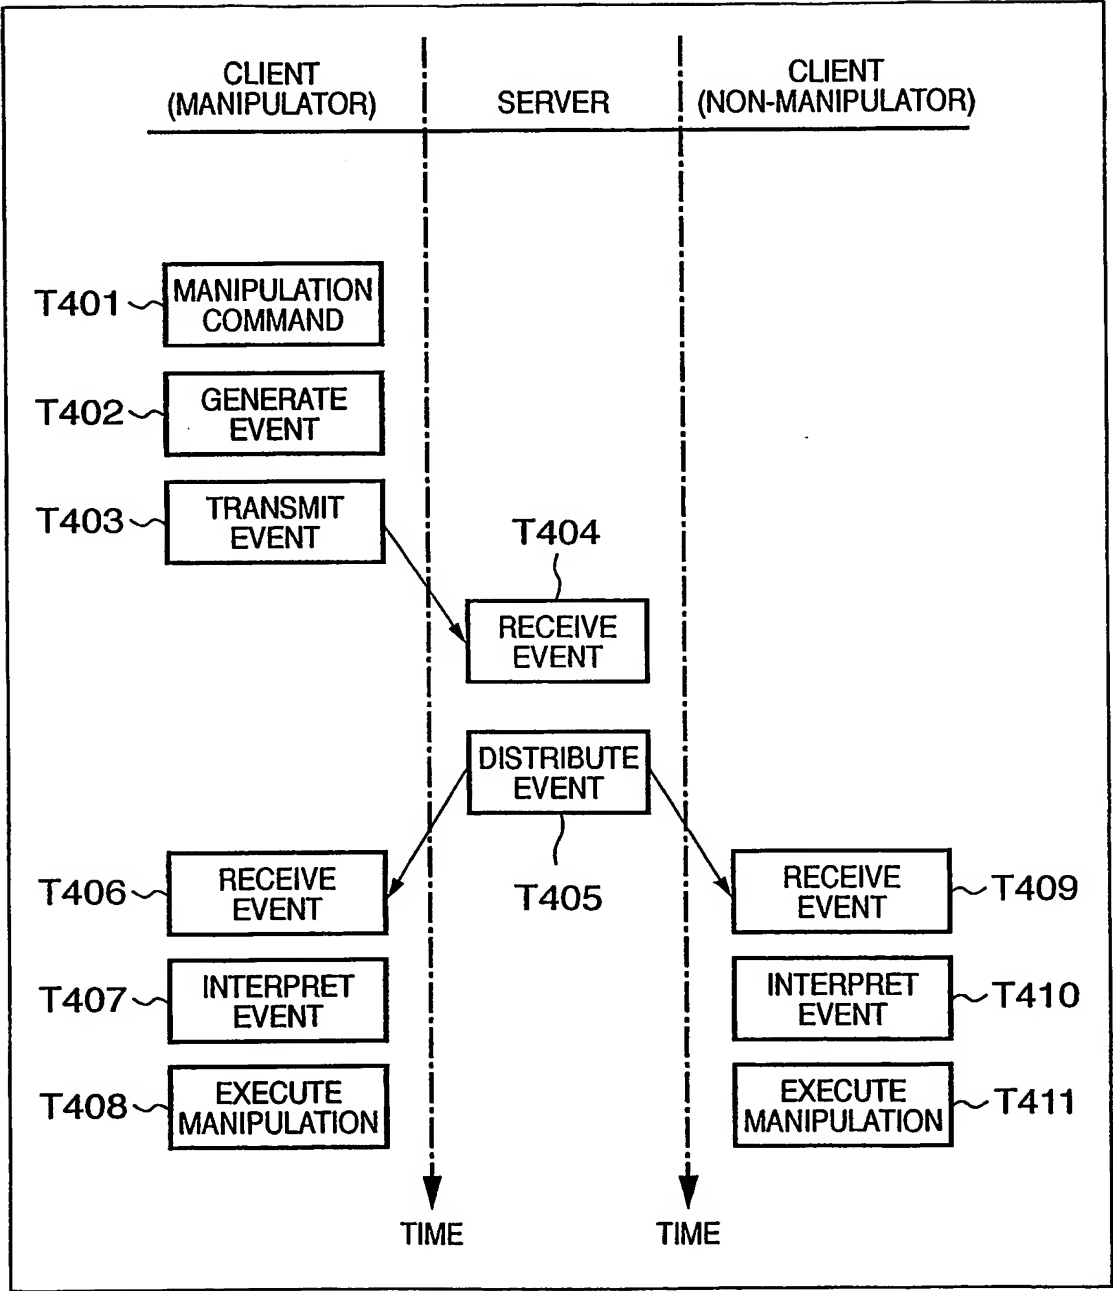 CLIENT
(MANIPULATOR)
SERVER
CLIENT
(NON-MANIPULATOR)
T401
MANIPULATION
COMMAND
T402
GENERATE
EVENT
T403
TRANSMIT
EVENT
T404
RECEIVE
EVENT
DISTRIBUTE
EVENT
T405
T406
RECEIVE
EVENT
RECEIVE
EVENT
T409
T407
INTERPRET
EVENT
INTERPRET
EVENT
T410
T408
EXECUTE
MANIPULATION
EXECUTE
MANIPULATION
T411
TIME
TIME